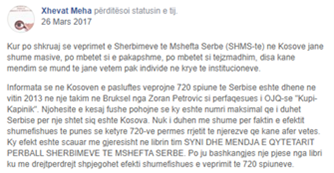 Xhevat Meha përditësoi statusin e tij.
26 Mars 2017
Kur po shkruaj se veprimet e Sherbimeve te Mshefta Serbe (SHMS-te) ne Kosove jane
shume masive, po mbetet si e pakapshme, po mbetet si tejzmadhim, disa kane
mendim se mund te jane vetem pak individe ne krye te institucioneve.
Informata se ne Kosoven e pasluftes veprojne 720 spiune te Serbise eshte dhene ne
vitin 2013 ne nje takim ne Bruksel nga Zoran Petrovic si perfaqesues i OJQ-se "Kupi-
Kapinik". Njohesite e kesaj fushe pohojne se ky eshte numri maksimal qe i duhet
Serbise per nje shtet siq eshte Kosova. Nuk i duhen me shume per faktin e efektit
shumefishues te punes se ketyre 720-ve permes rrjetit te njerezve qe kane afer vetes.
Ky efekt eshte scauar me gjeresisht ne librin tim SYNI DHE MENDJA E QYTETARIT
PERBALL SHERBIMEVE TE MSHEFTA SERBE. Po ju bashkangjes nje pjese nga libri
ku me drejtperdrejt shpjegohet efekti shumefishues e veprimit te 720 spiuneve.